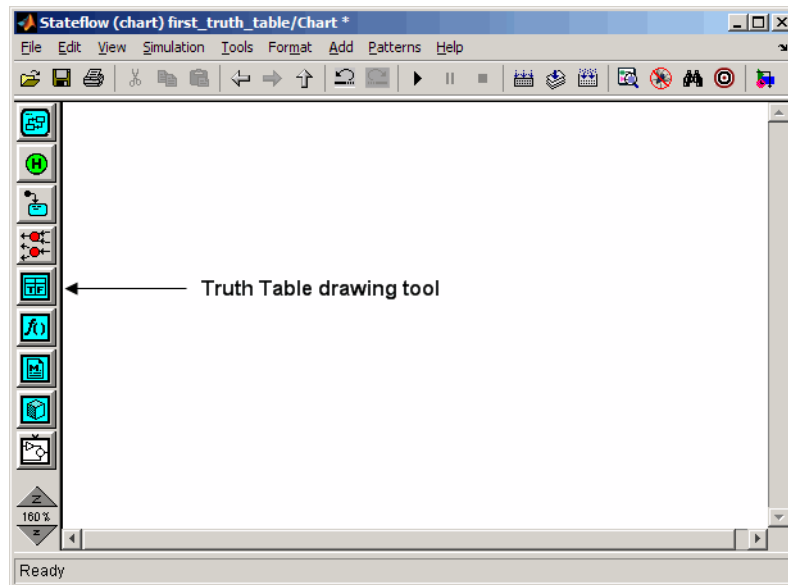 Stateflow (chart) first_truth_table/Chart *
File Edit View Simulation Tools Format Add Patterns Help
H
Truth Table drawing tool
TF
f()
M
Z
160%
z
Ready